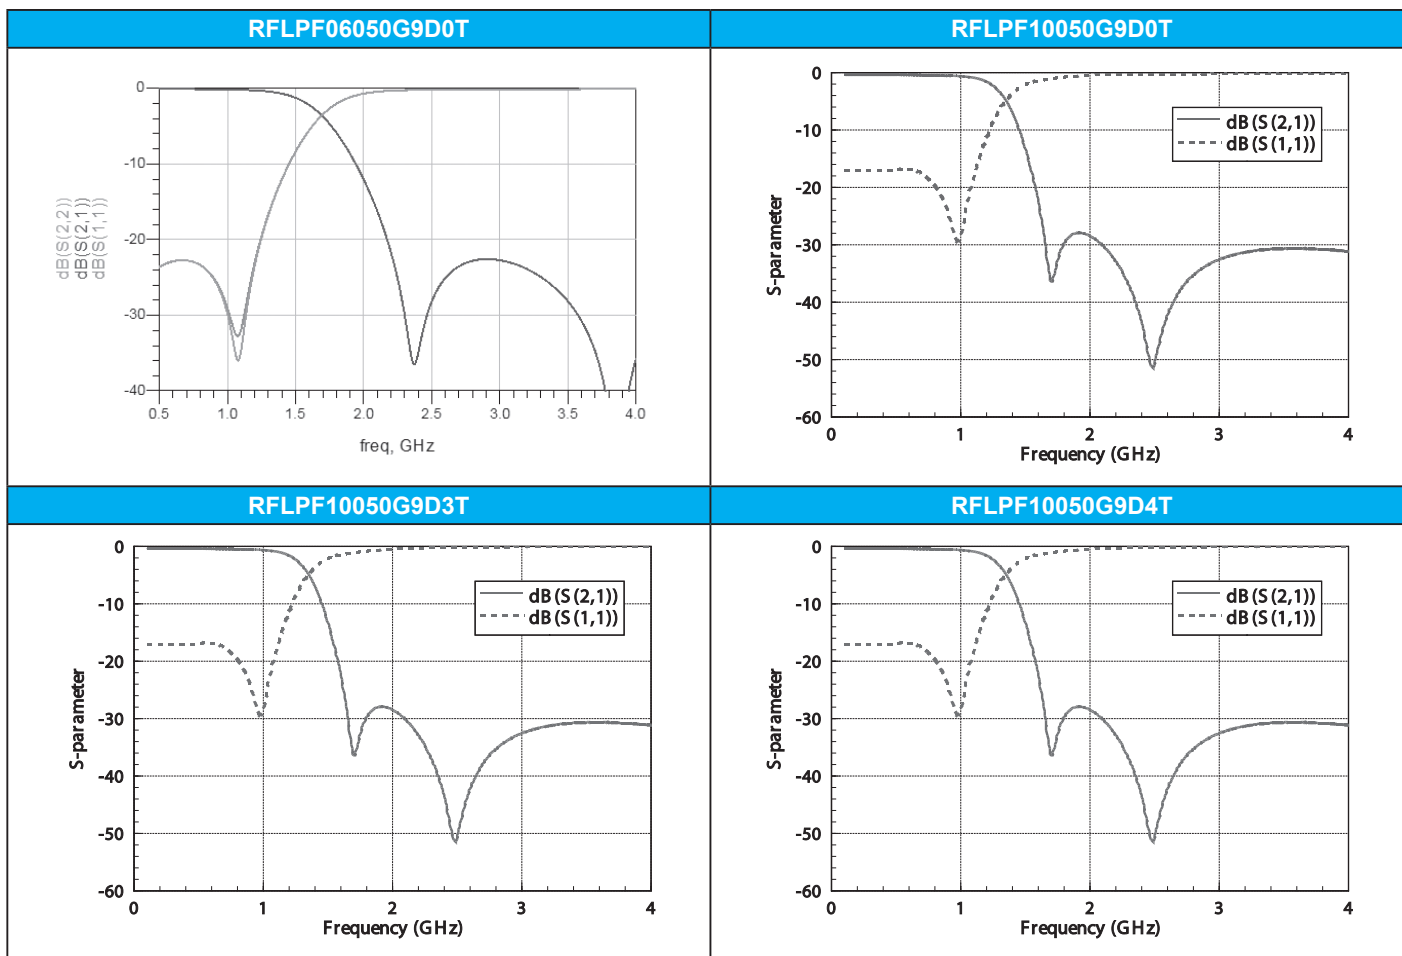 RFLPF06050G9D0T
RFLPF10050G9D0T
0
-10
-20
-30
-40
dB(S(2,2))
dB(S(2,1))
dB(S(1,1))
0.5 1.0 1.5 2.0 2.5 3.0 3.5 4.0
freq, GHz
0
-10
-20
-30
-40
-50
-60
S-parameter
dB(S(2,1))
dB(S(1,1))
0 1 2 3 4
Frequency (GHz)
RFLPF10050G9D3T
RFLPF10050G9D4T
0
-10
-20
-30
-40
-50
-60
S-parameter
dB(S(2,1))
dB(S(1,1))
0 1 2 3 4
Frequency (GHz)
0
-10
-20
-30
-40
-50
-60
S-parameter
dB(S(2,1))
dB(S(1,1))
0 1 2 3 4
Frequency (GHz)